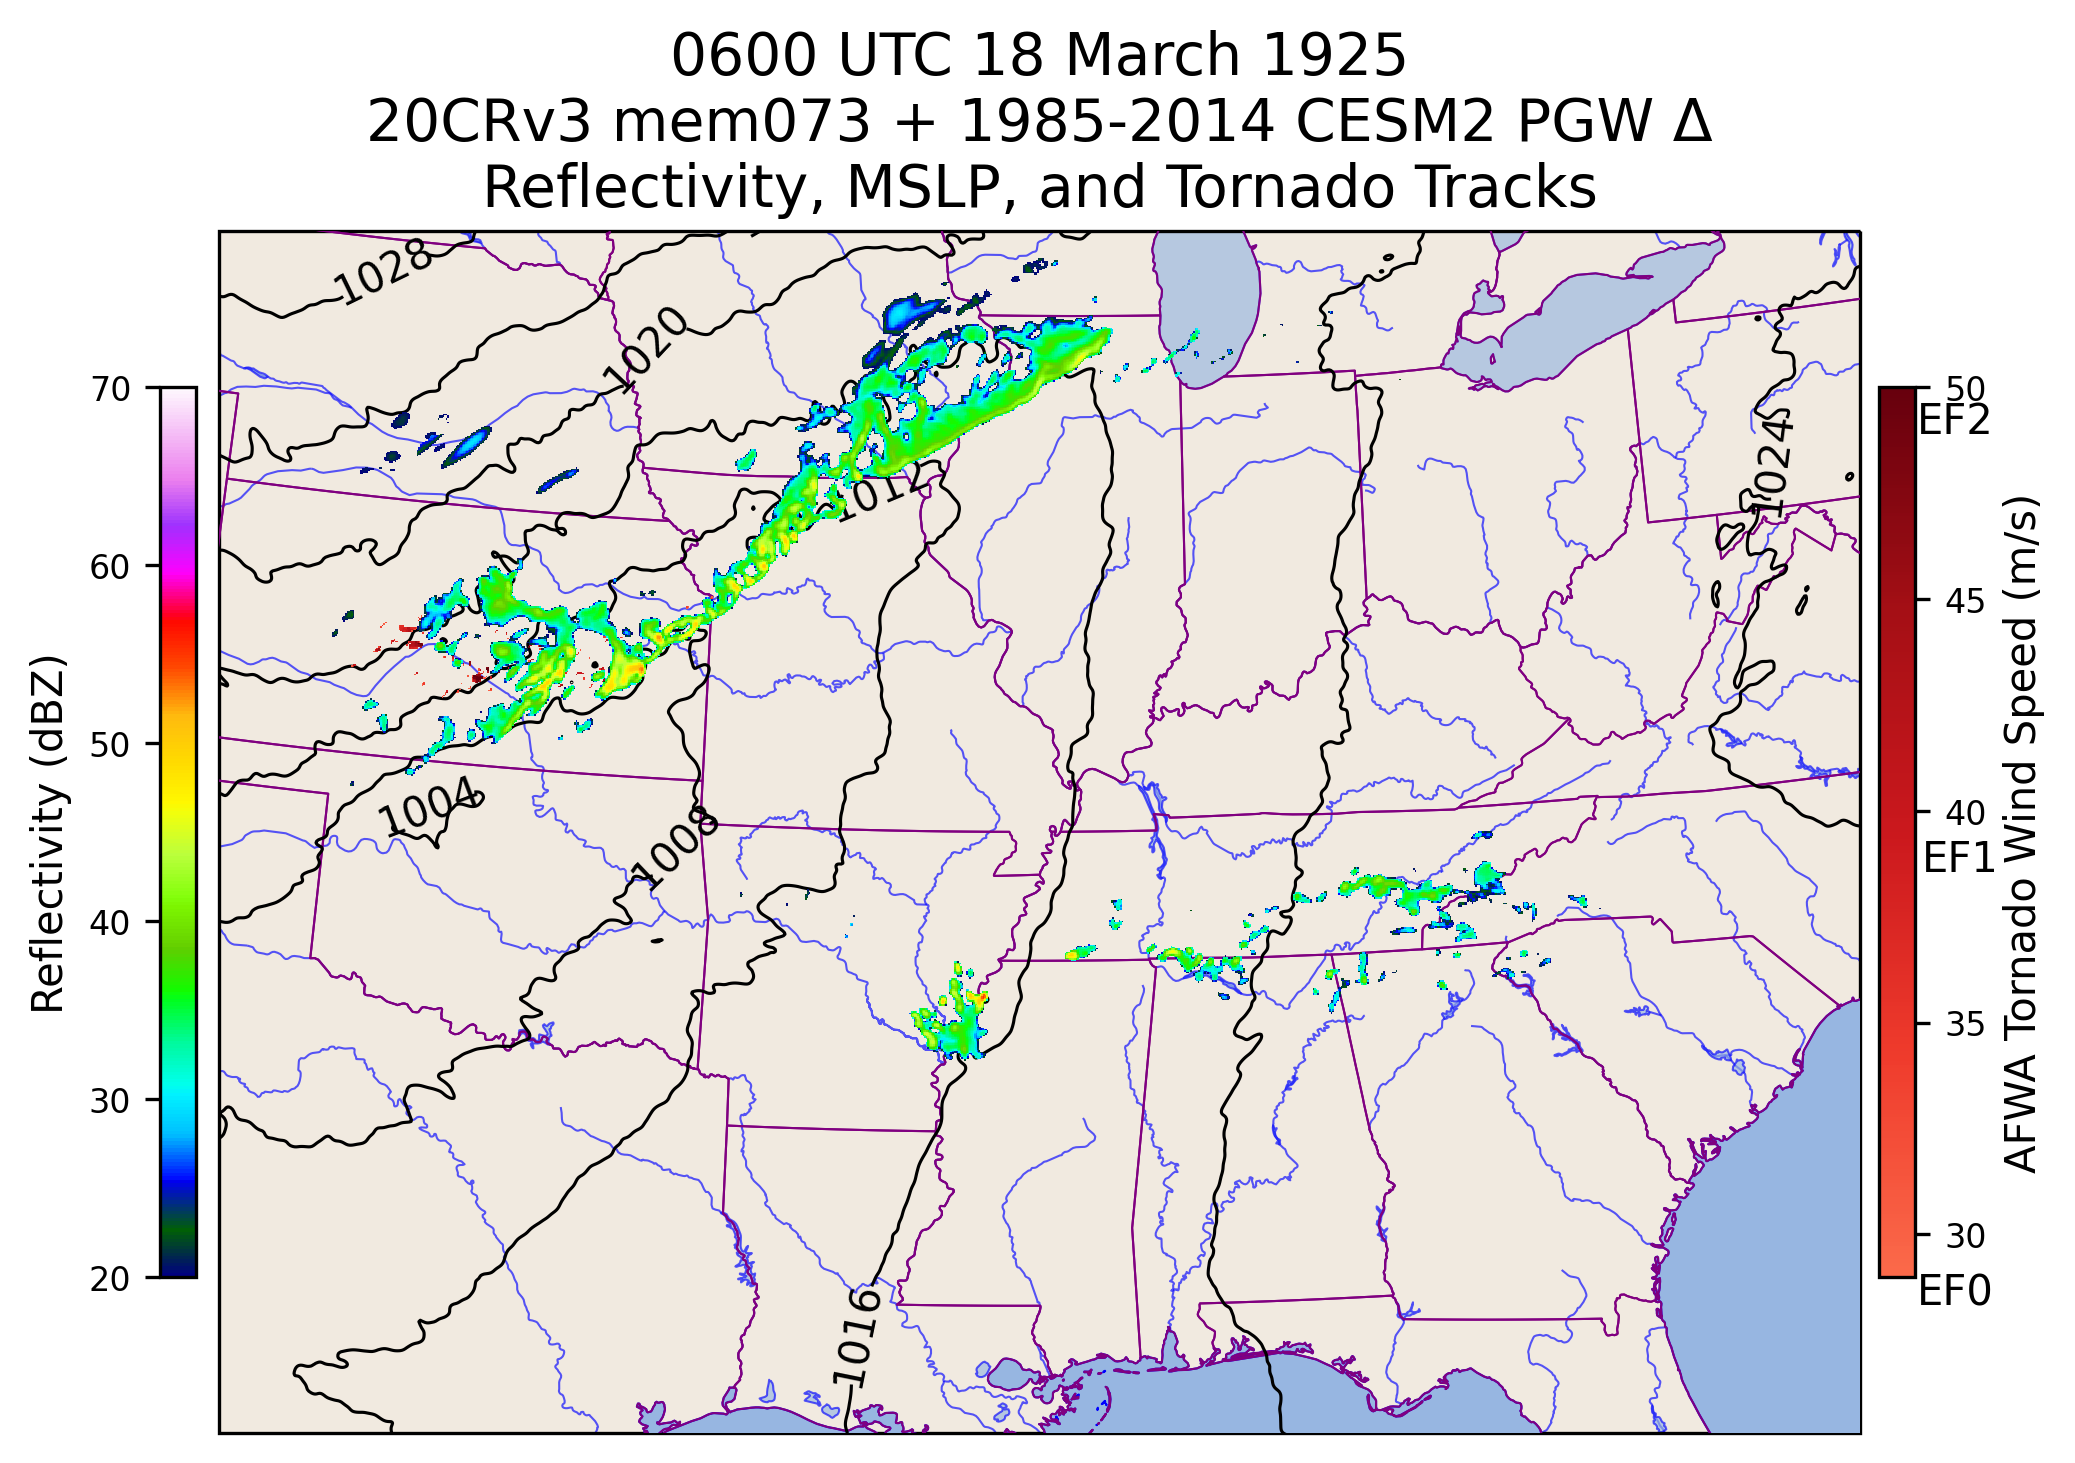 0600 UTC 18 March 1925
20CRv3 mem073 + 1985-2014 CESM2 PGW Δ
Reflectivity, MSLP, and Tornado Tracks
1028
1020
1024
1012
1004
1008
1016
70
60
50
40
30
20
Reflectivity (dBZ)
50
EF2
45
40
EF1
35
30
EF0
AFWA Tornado Wind Speed (m/s)